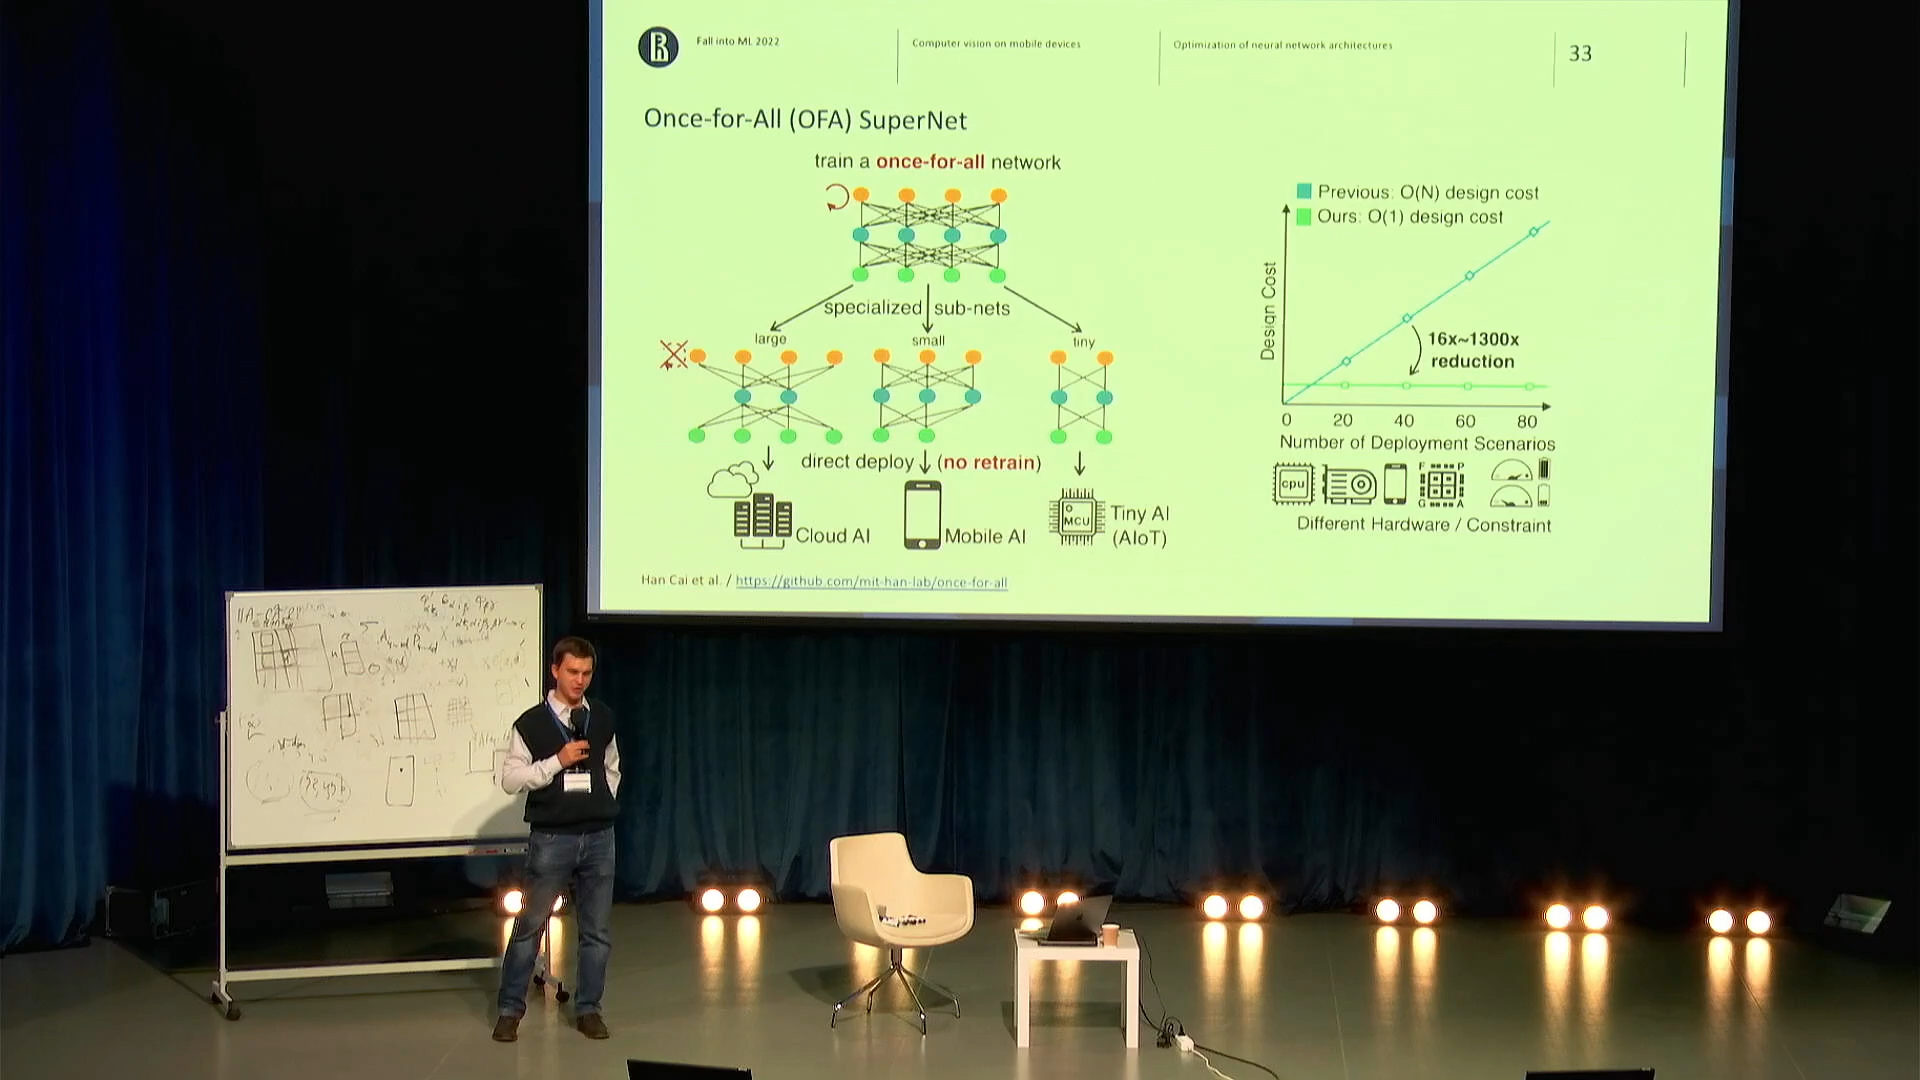 Fall into ML 2022
Computer vision on mobile devices
Optimization of neural network architectures
33
Once-for-All (OFA) SuperNet
train a once-for-all network
specialized sub-nets
large
small
tiny
direct deploy (no retrain)
Cloud AI
Mobile AI
MCU
Tiny AI
(AIoT)
Han Cai et al. / https://github.com/mit-han-lab/once-for-all
Previous: O(N) design cost
Ours: O(1) design cost
Design Cost
16x~1300x
reduction
0 20 40 60 80
Number of Deployment Scenarios
cpu
F P
G A
Different Hardware / Constraint